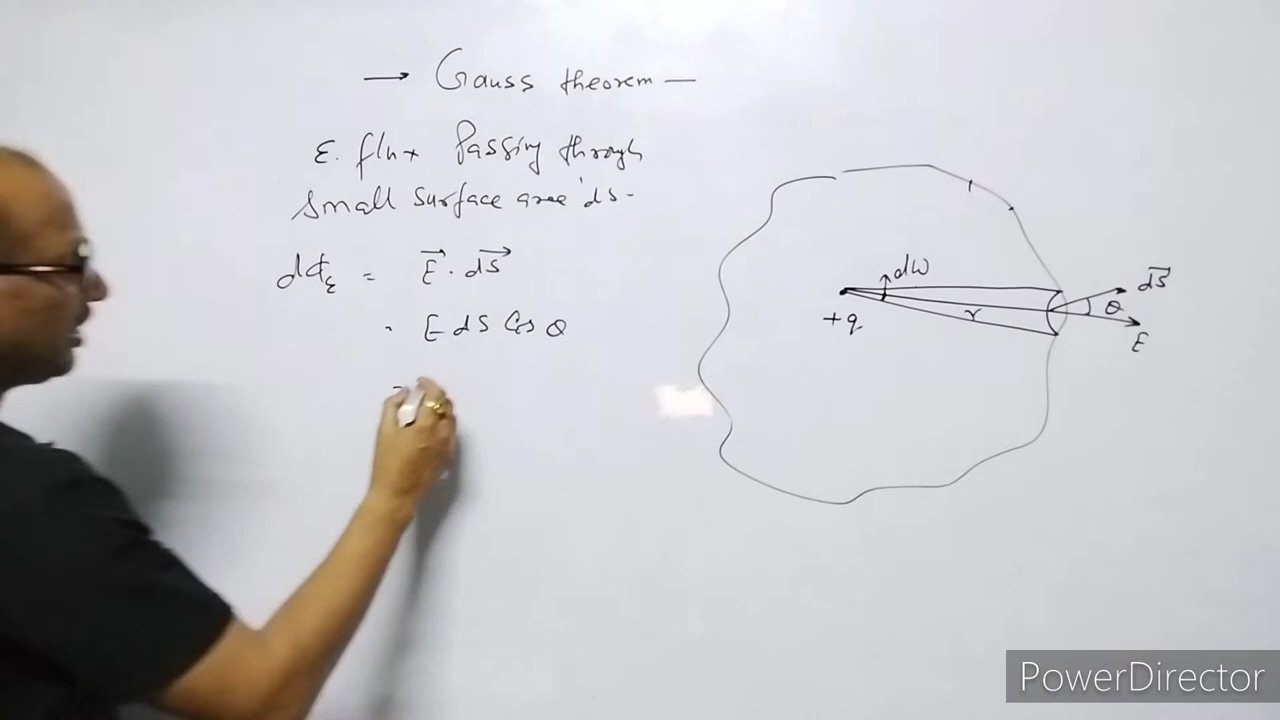 → Gauss theorem —
E. flux Passing through
small surface area 'ds.
dϕE = E⃗ . dS⃗
= E dS Cos θ
=
dω
+q
r
dS⃗
θ
E
PowerDirector